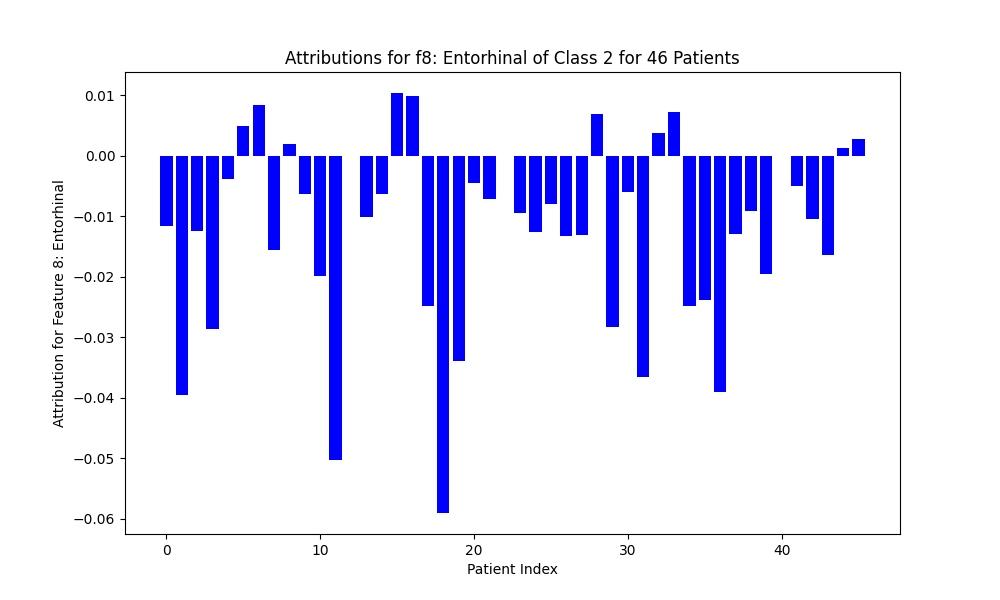 Attributions for f8: Entorhinal of Class 2 for 46 Patients
0.01
0.00
−0.01
−0.02
−0.03
−0.04
−0.05
−0.06
Attribution for Feature 8: Entorhinal
0 10 20 30 40
Patient Index